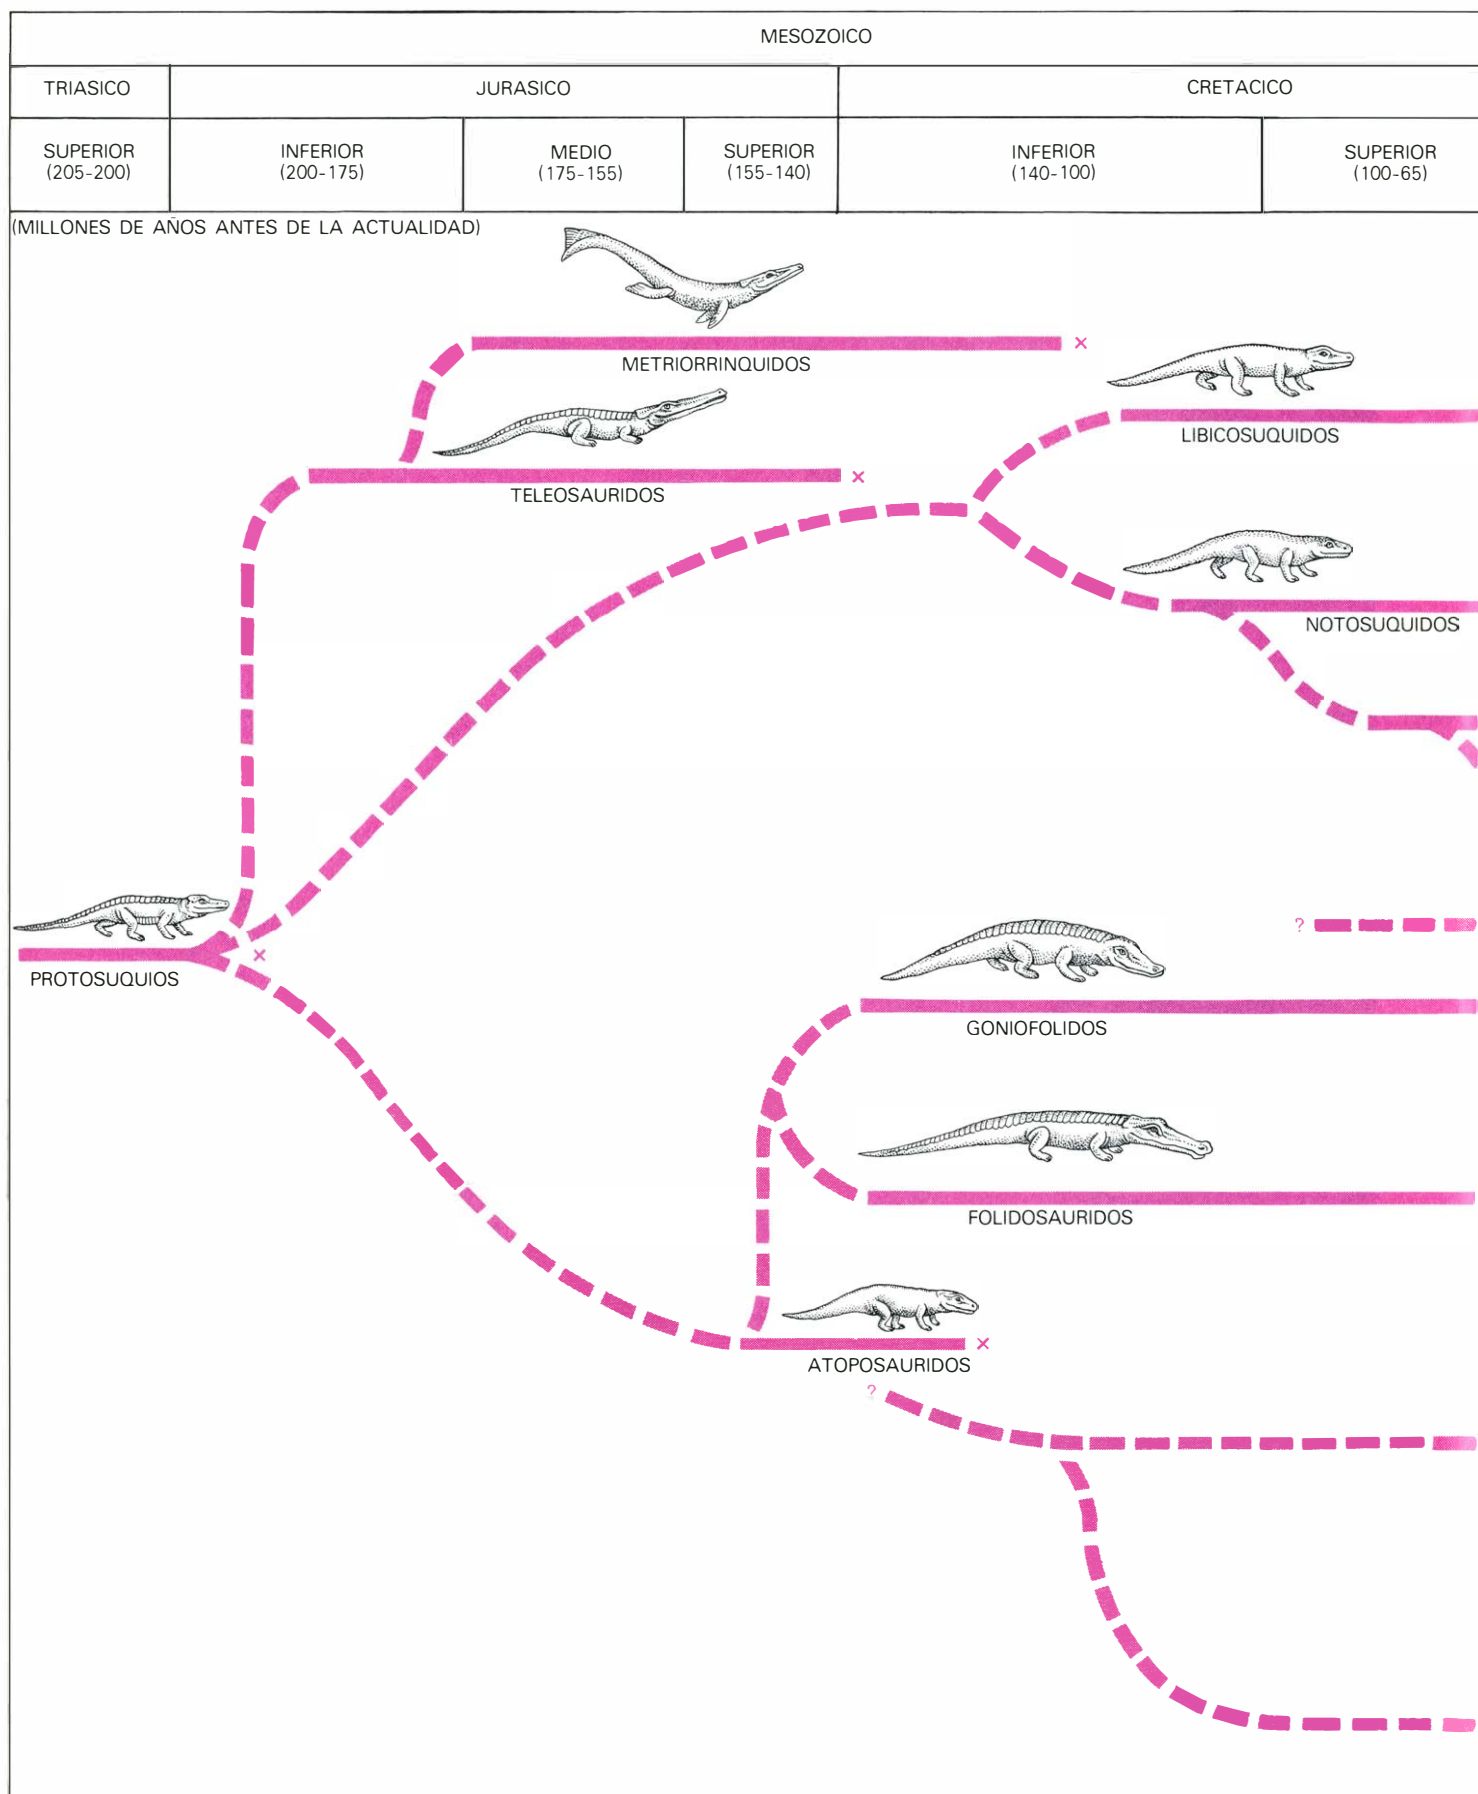 MESOZOICO
TRIASICO
JURASICO
CRETACICO
SUPERIOR
(205-200)
INFERIOR
(200-175)
MEDIO
(175-155)
SUPERIOR
(155-140)
INFERIOR
(140-100)
SUPERIOR
(100-65)
(MILLONES DE AÑOS ANTES DE LA ACTUALIDAD)
×
METRIORRINQUIDOS
LIBICOSUQUIDOS
×
TELEOSAURIDOS
NOTOSUQUIDOS
?
×
PROTOSUQUIOS
GONIOFOLIDOS
FOLIDOSAURIDOS
×
ATOPOSAURIDOS
?